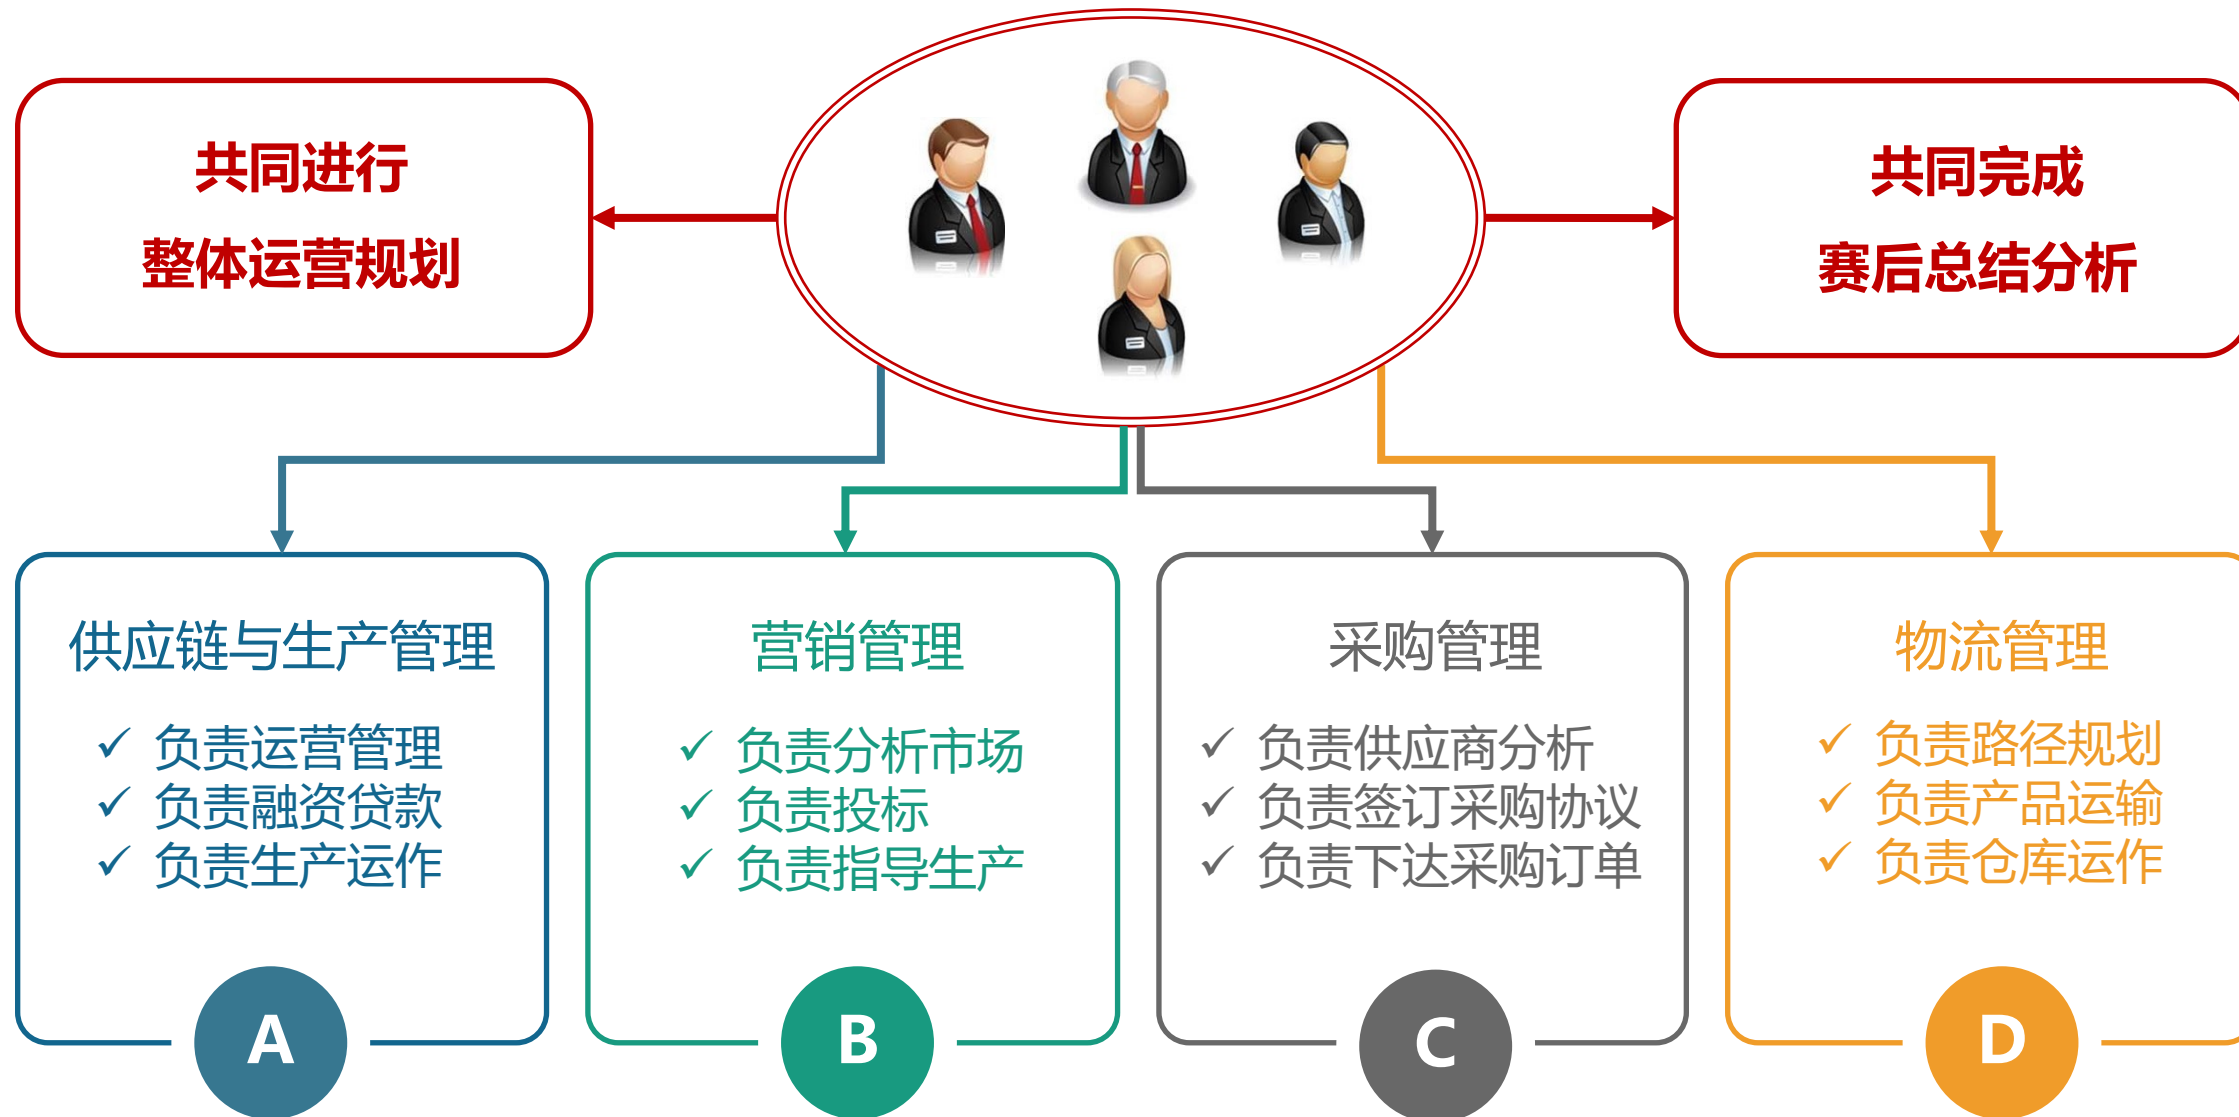 共同进行
整体运营规划
共同完成
赛后总结分析
供应链与生产管理
✓ 负责运营管理
✓ 负责融资贷款
✓ 负责生产运作
A
营销管理
✓ 负责分析市场
✓ 负责投标
✓ 负责指导生产
B
采购管理
✓ 负责供应商分析
✓ 负责签订采购协议
✓ 负责下达采购订单
C
物流管理
✓ 负责路径规划
✓ 负责产品运输
✓ 负责仓库运作
D